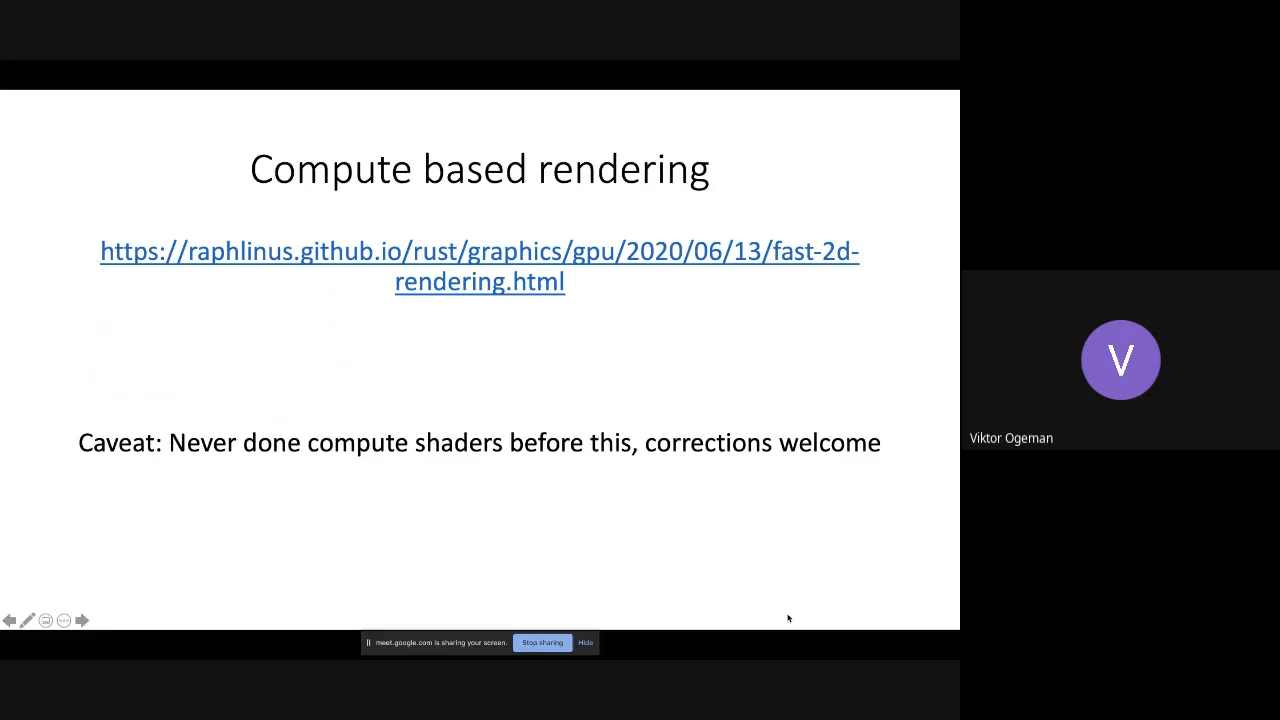 Compute based rendering
https://raphlinus.github.io/rust/graphics/gpu/2020/06/13/fast-2d-
rendering.html
Caveat: Never done compute shaders before this, corrections welcome
V
Viktor Ogeman
meet.google.com is sharing your screen. Stop sharing Hide